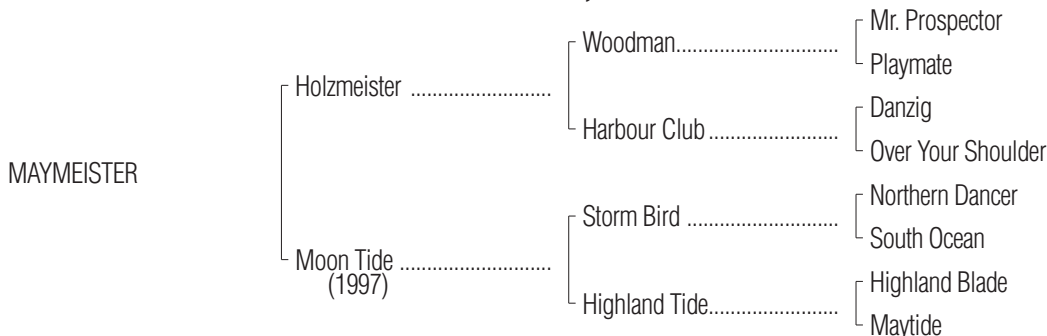 Mr. Prospector
Woodman..............................
Playmate
Holzmeister ..........................
Danzig
Harbour Club ........................
Over Your Shoulder
MAYMEISTER
Northern Dancer
Storm Bird ............................
South Ocean
Moon Tide ............................
(1997)
Highland Blade
Highland Tide........................
Maytide